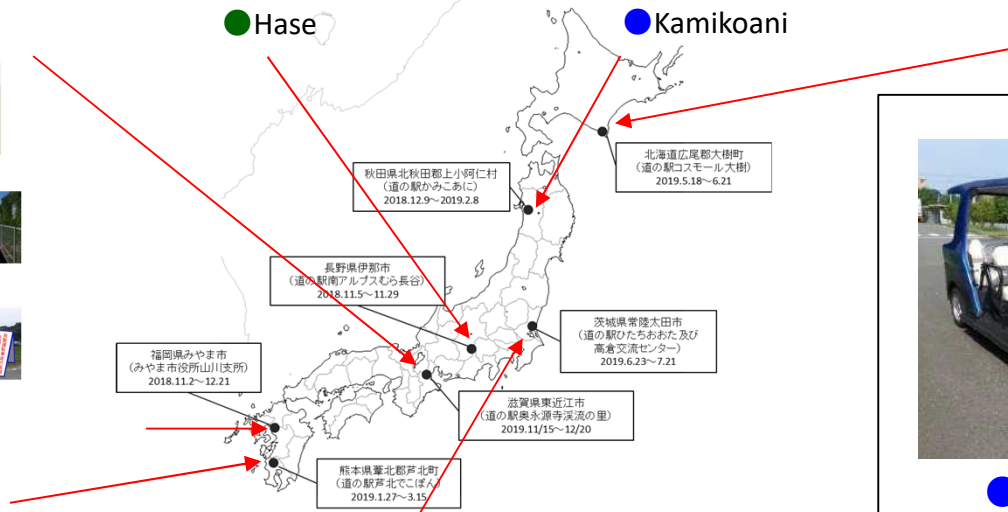 Hase
Kamikoani
北海道広尾郡大樹町
(道の駅コスモール大樹)
2019.5.18～6.21
秋田県北秋田郡上小阿仁村
(道の駅かみこあに)
2018.12.9～2019.2.8
長野県伊那市
(道の駅南アルプスむら長谷)
2018.11.5～11.29
茨城県常陸太田市
(道の駅ひたちおおた及び
高倉交流センター)
2019.6.23～7.21
福岡県みやま市
(みやま市役所山川支所)
2018.11.2～12.21
滋賀県東近江市
(道の駅奥永源寺渓流の里)
2019.11/15～12/20
熊本県葦北郡芦北町
(道の駅芦北でこぽん)
2019.1.27～3.15